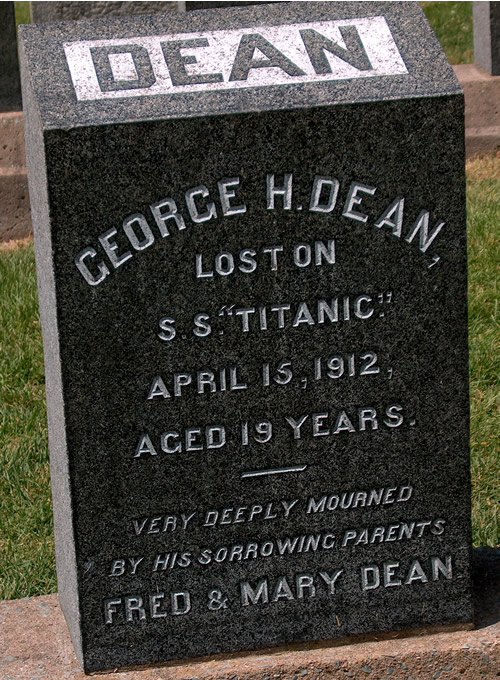 DEAN
GEORGE H. DEAN,
LOST ON
S.S. "TITANIC."
APRIL 15, 1912,
AGED 19 YEARS.
VERY DEEPLY MOURNED
BY HIS SORROWING PARENTS
FRED & MARY DEAN